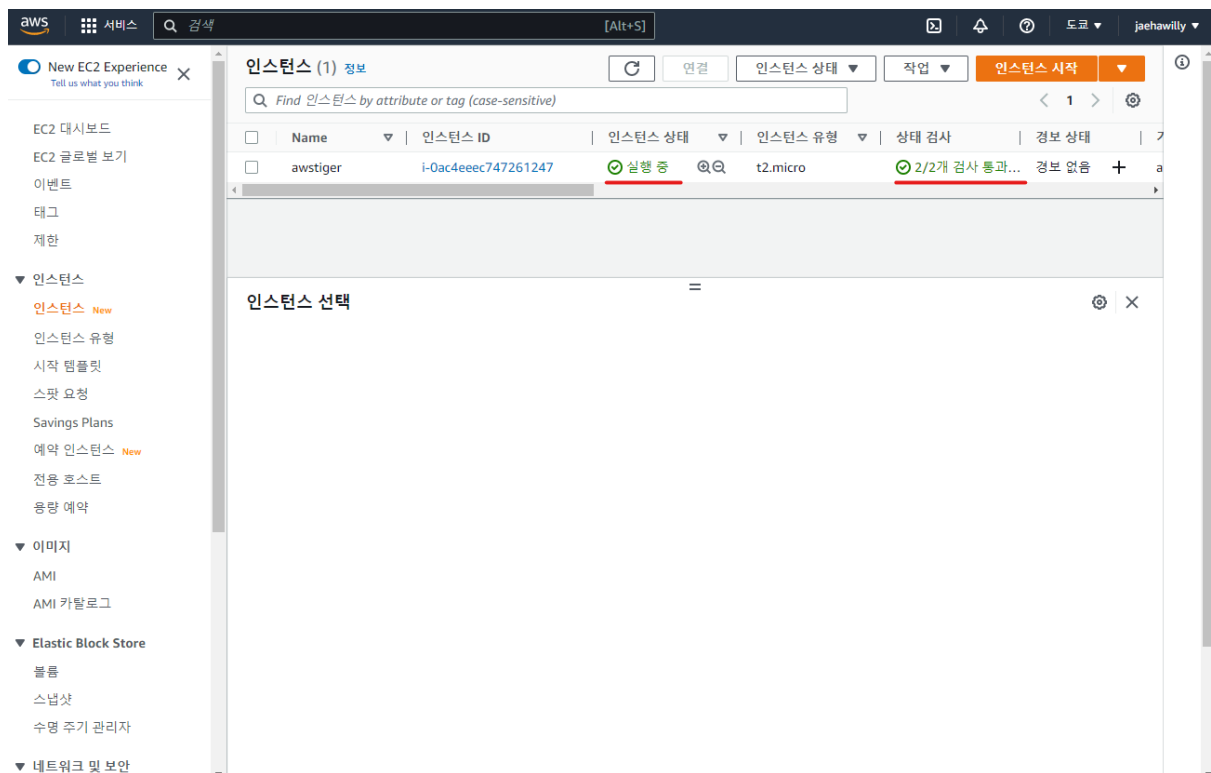 aws 서비스 검색 [Alt+S] 도쿄 ▼ jaehawilly ▼
New EC2 Experience
Tell us what you think
EC2 대시보드
EC2 글로벌 보기
이벤트
태그
제한
▼ 인스턴스
인스턴스 New
인스턴스 유형
시작 템플릿
스팟 요청
Savings Plans
예약 인스턴스 New
전용 호스트
용량 예약
▼ 이미지
AMI
AMI 카탈로그
▼ Elastic Block Store
볼륨
스냅샷
수명 주기 관리자
▼ 네트워크 및 보안
인스턴스 (1) 정보 연결 인스턴스 상태 ▼ 작업 ▼ 인스턴스 시작 ▼
Find 인스턴스 by attribute or tag (case-sensitive) 1
Name 인스턴스 ID 인스턴스 상태 인스턴스 유형 상태 검사 경보 상태
awstiger i-0ac4eeec747261247 실행 중 t2.micro 2/2개 검사 통과... 경보 없음 + a
인스턴스 선택